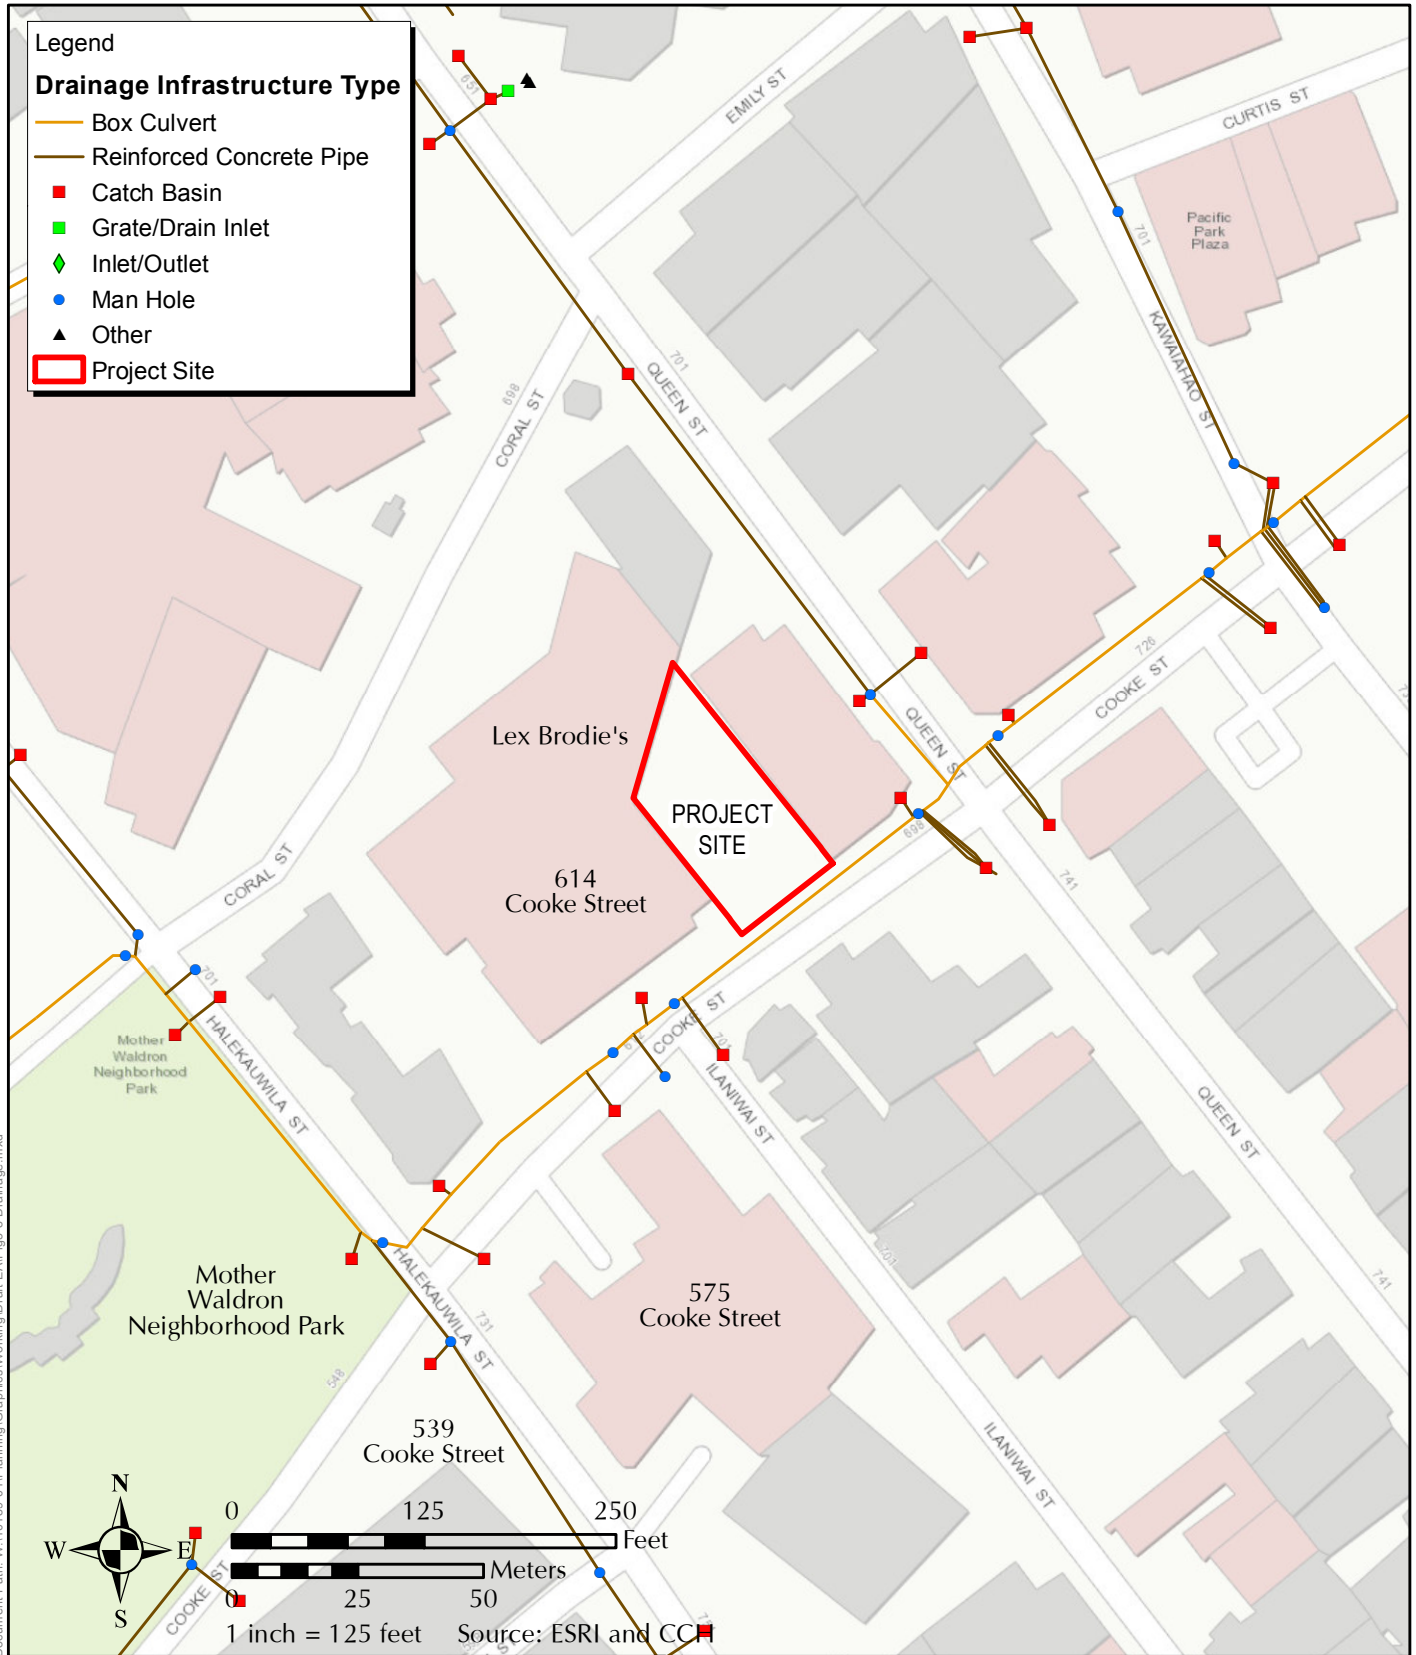 Legend
Drainage Infrastructure Type
Box Culvert
Reinforced Concrete Pipe
Catch Basin
Grate/Drain Inlet
Inlet/Outlet
Man Hole
Other
Project Site
651
EMILY ST
CURTIS ST
Pacific
Park
Plaza
701
KAWAIAHAO ST
701
QUEEN ST
698
CORAL ST
Lex Brodie's
PROJECT
SITE
614
Cooke Street
QUEEN ST
726
COOKE ST
698
741
CORAL ST
701
HALEKAUWILA ST
Mother
Waldron
Neighborhood
Park
COOKE ST
701
ILANIWAI ST
QUEEN ST
741
701
HALEKAUWILA ST
731
Mother
Waldron
Neighborhood Park
575
Cooke Street
548
539
Cooke Street
ILANIWAI ST
N
W
E
S
COOKE ST
0
125
250
Feet
Meters
0
25
50
1 inch = 125 feet
Source: ESRI and CCH